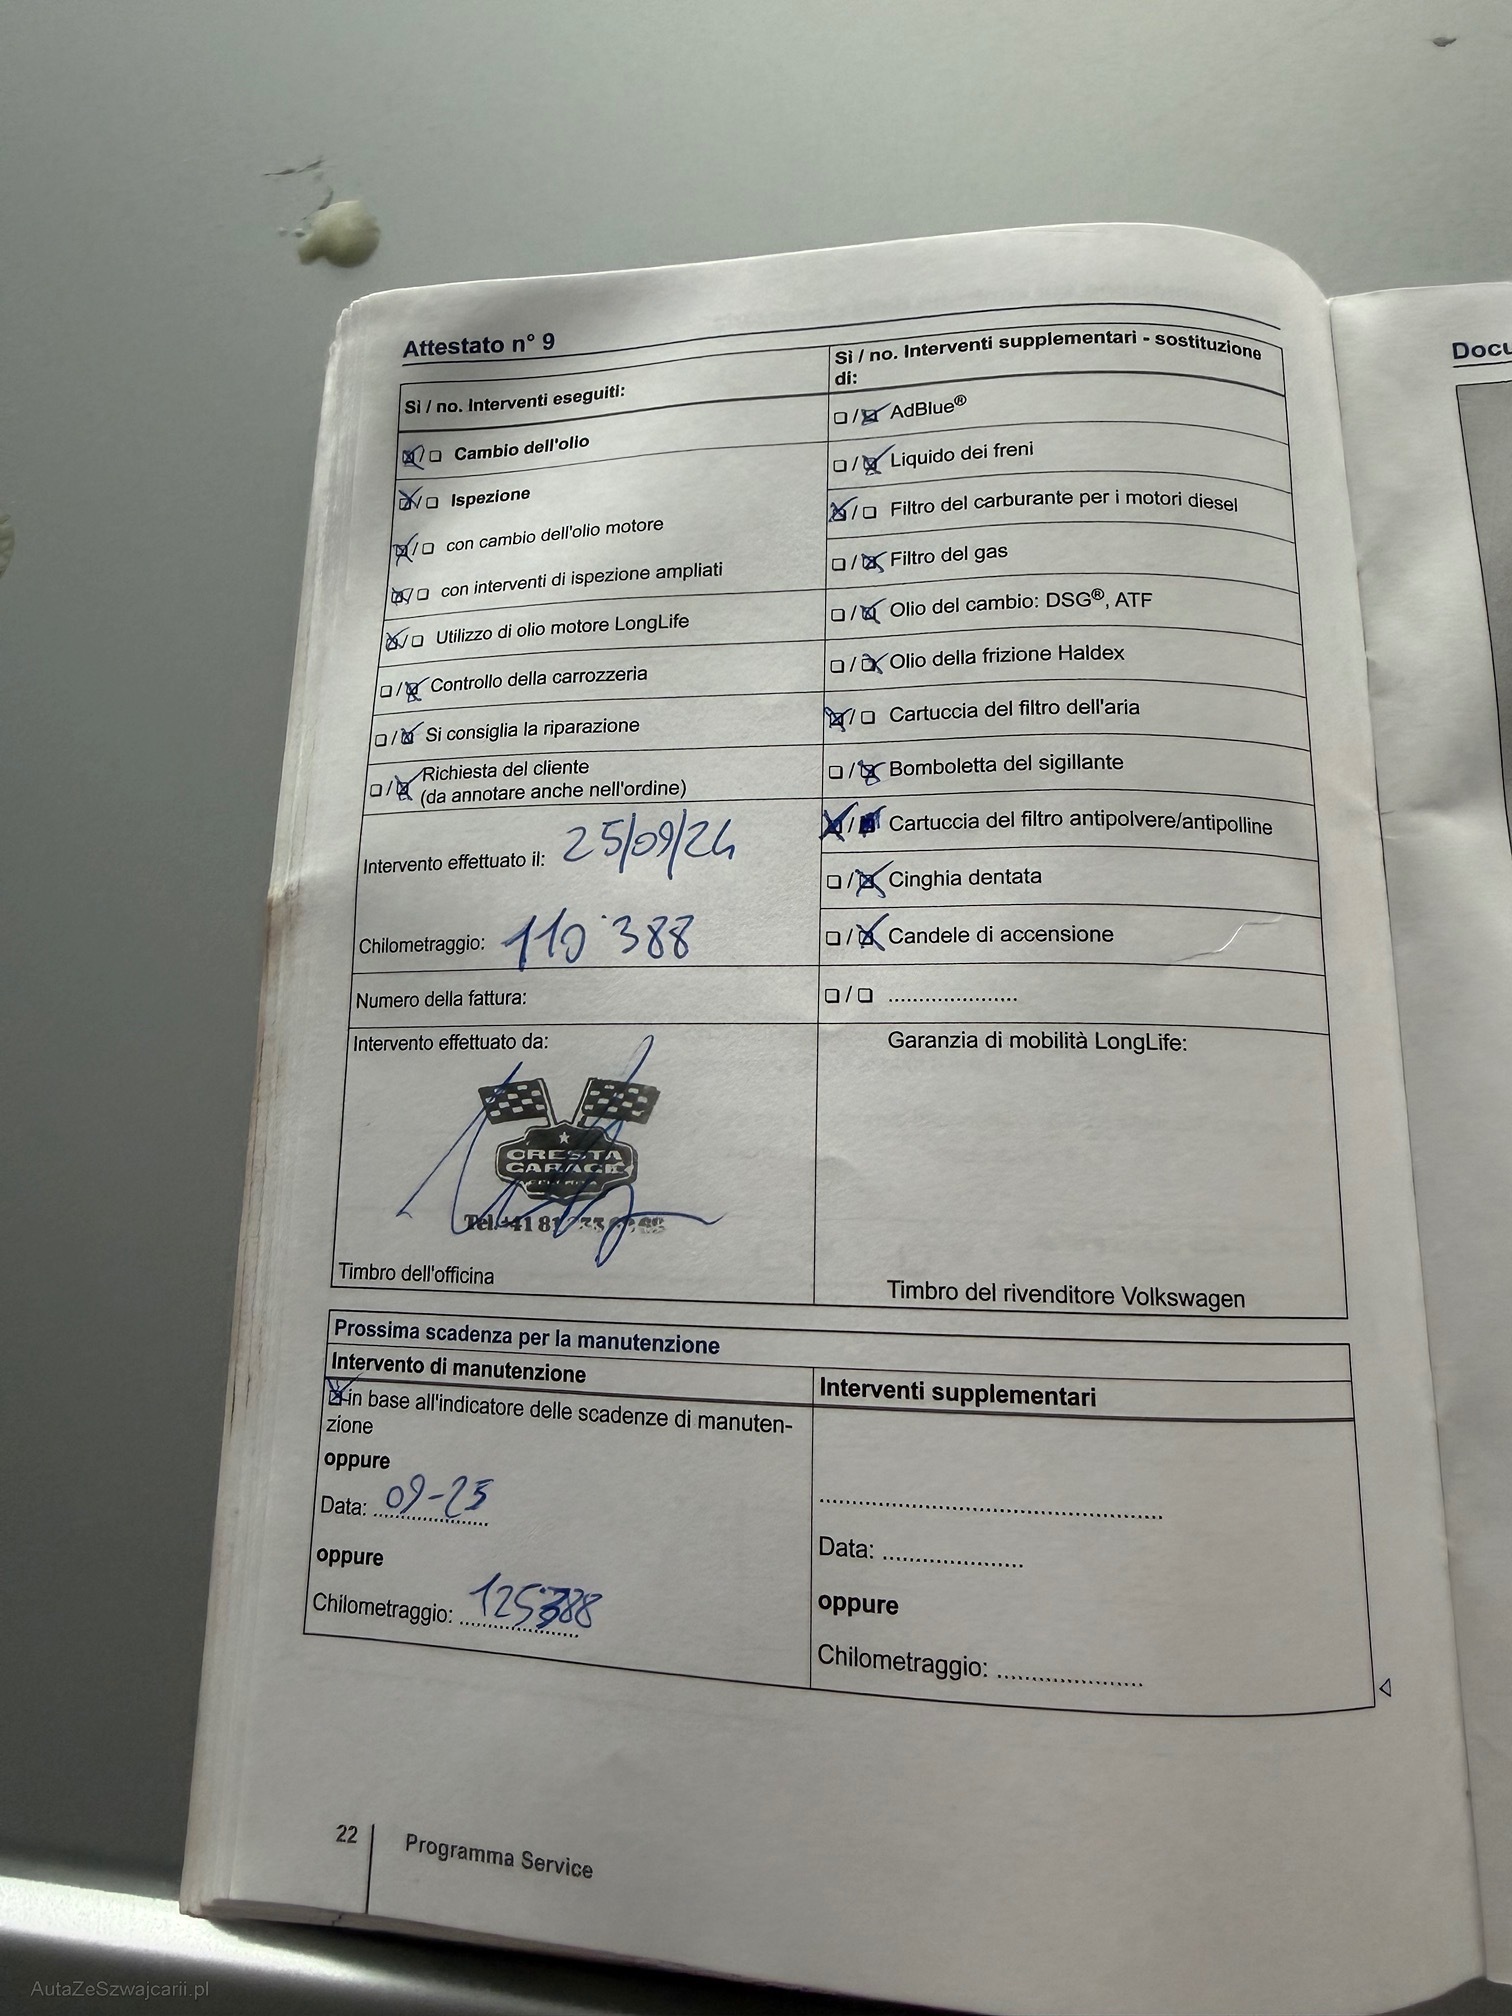 Attestato n° 9
Sì / no. Interventi eseguiti:
☒/☐ Cambio dell'olio
☒/☐ Ispezione
☒/☐ con cambio dell'olio motore
☒/☐ con interventi di ispezione ampliati
☒/☐ Utilizzo di olio motore LongLife
☐/☒ Controllo della carrozzeria
☐/☒ Si consiglia la riparazione
☐/☒ Richiesta del cliente
(da annotare anche nell'ordine)
Intervento effettuato il: 25/09/24
Chilometraggio: 110'388
Numero della fattura:
Intervento effettuato da:
CRESTA
GARAGE
Tel. +41 81
Timbro dell'officina
Sì / no. Interventi supplementari - sostituzione
di:
☐/☒ AdBlue®
☐/☒ Liquido dei freni
☒/☐ Filtro del carburante per i motori diesel
☐/☒ Filtro del gas
☐/☒ Olio del cambio: DSG®, ATF
☐/☒ Olio della frizione Haldex
☒/☐ Cartuccia del filtro dell'aria
☐/☒ Bomboletta del sigillante
☒/■ Cartuccia del filtro antipolvere/antipolline
☐/☒ Cinghia dentata
☐/☒ Candele di accensione
☐/☐ ......................
Garanzia di mobilità LongLife:
Timbro del rivenditore Volkswagen
Prossima scadenza per la manutenzione
Intervento di manutenzione
☒ in base all'indicatore delle scadenze di manuten-
zione
oppure
Data: 09-25
oppure
Chilometraggio: 125388
Interventi supplementari
............................................................
Data: ........................
oppure
Chilometraggio: ........................
22
Programma Service
Docu
AutaZeSzwajcarii.pl